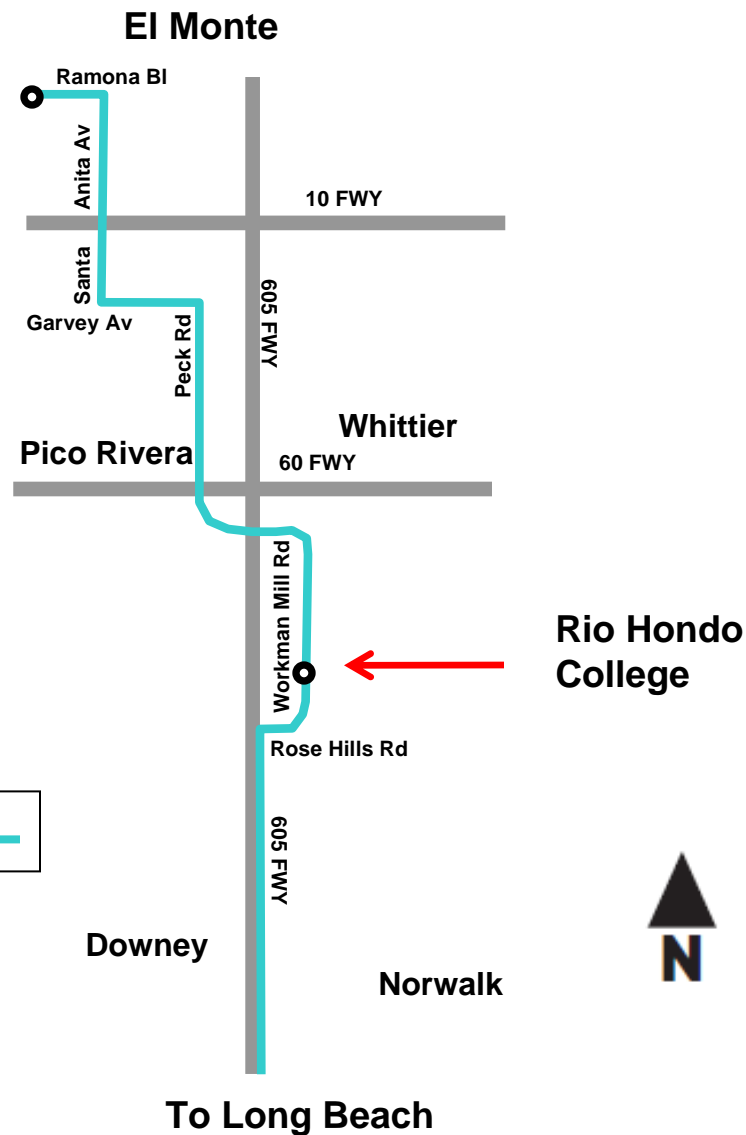 El Monte
Ramona Bl
Anita Av
10 FWY
Santa
605 FWY
Garvey Av
Peck Rd
Whittier
Pico Rivera
60 FWY
Workman Mill Rd
Rio Hondo
College
Rose Hills Rd
605 FWY
Downey
N
Norwalk
To Long Beach